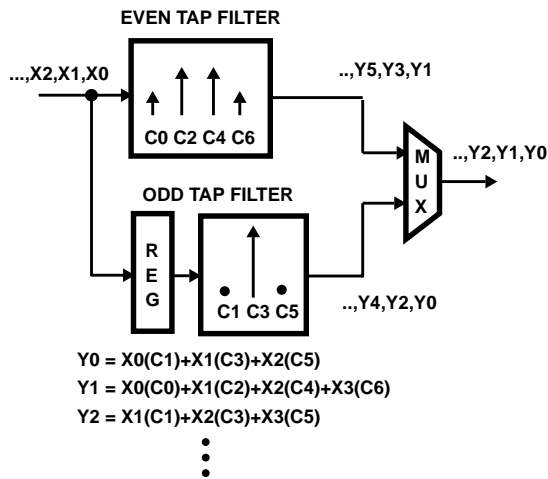 EVEN TAP FILTER
...,X2,X1,X0
..,Y5,Y3,Y1
C0 C2 C4 C6
MUX
..,Y2,Y1,Y0
ODD TAP FILTER
REG
C1 C3 C5
..,Y4,Y2,Y0
Y0 = X0(C1)+X1(C3)+X2(C5)
Y1 = X0(C0)+X1(C2)+X2(C4)+X3(C6)
Y2 = X1(C1)+X2(C3)+X3(C5)